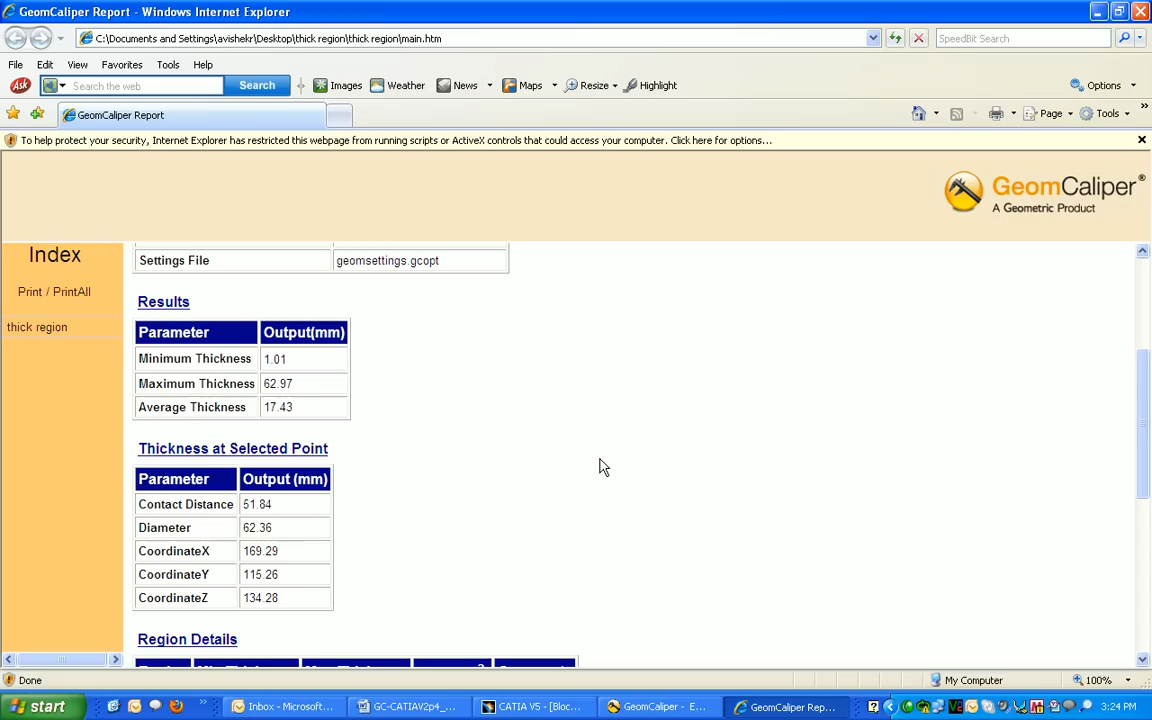 GeomCaliper Report - Windows Internet Explorer
C:\Documents and Settings\avishekr\Desktop\thick region\thick region\main.htm
SpeedBit Search
File Edit View Favorites Tools Help
Ask Search the web Search Images Weather News Maps Resize Highlight Options
GeomCaliper Report Page Tools
To help protect your security, Internet Explorer has restricted this webpage from running scripts or ActiveX controls that could access your computer. Click here for options...
GeomCaliper®
A Geometric Product
Index
Print / PrintAll
thick region
Settings File geomsettings.gcopt
Results
Parameter Output(mm)
Minimum Thickness 1.01
Maximum Thickness 62.97
Average Thickness 17.43
Thickness at Selected Point
Parameter Output (mm)
Contact Distance 51.84
Diameter 62.36
CoordinateX 169.29
CoordinateY 115.26
CoordinateZ 134.28
Region Details
Done My Computer 100%
start Inbox - Microsoft... GC-CATIAV2p4_... CATIA V5 - [Bloc... GeomCaliper - E... GeomCaliper Rep... 3:24 PM